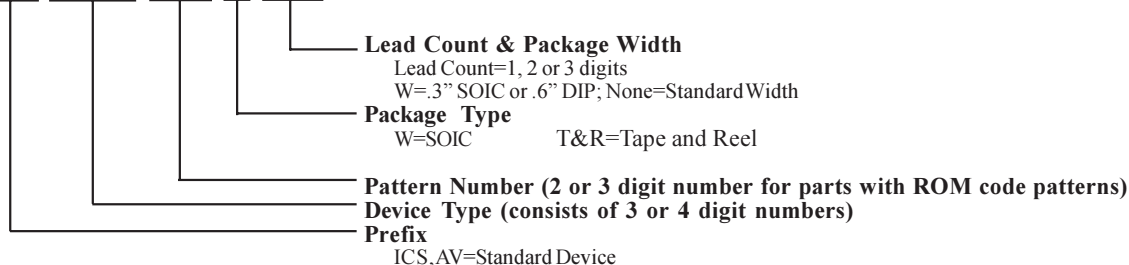 Lead Count & Package Width
Lead Count=1, 2 or 3 digits
W=.3” SOIC or .6” DIP; None=Standard Width
Package Type
W=SOIC T&R=Tape and Reel
Pattern Number (2 or 3 digit number for parts with ROM code patterns)
Device Type (consists of 3 or 4 digit numbers)
Prefix
ICS,AV=Standard Device